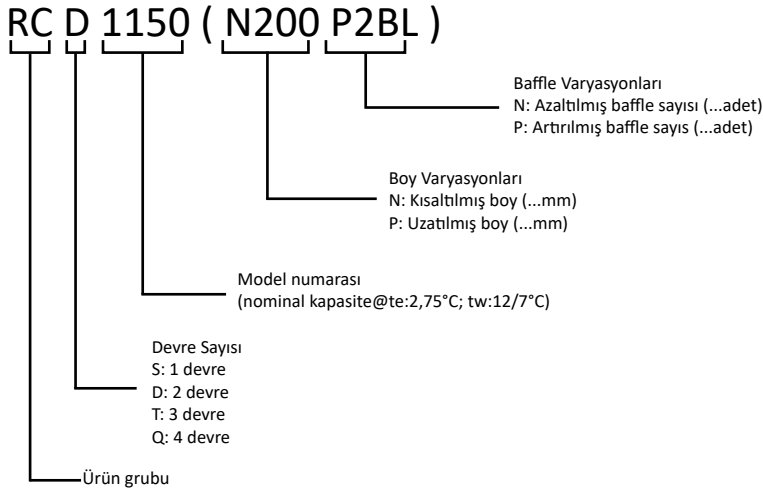 RC D 1150 ( N200 P2BL )
Baffle Varyasyonları
N: Azaltılmış baffle sayısı (...adet)
P: Artırılmış baffle sayıs (...adet)
Boy Varyasyonları
N: Kısaltılmış boy (...mm)
P: Uzatılmış boy (...mm)
Model numarası
(nominal kapasite@te:2,75°C; tw:12/7°C)
Devre Sayısı
S: 1 devre
D: 2 devre
T: 3 devre
Q: 4 devre
Ürün grubu